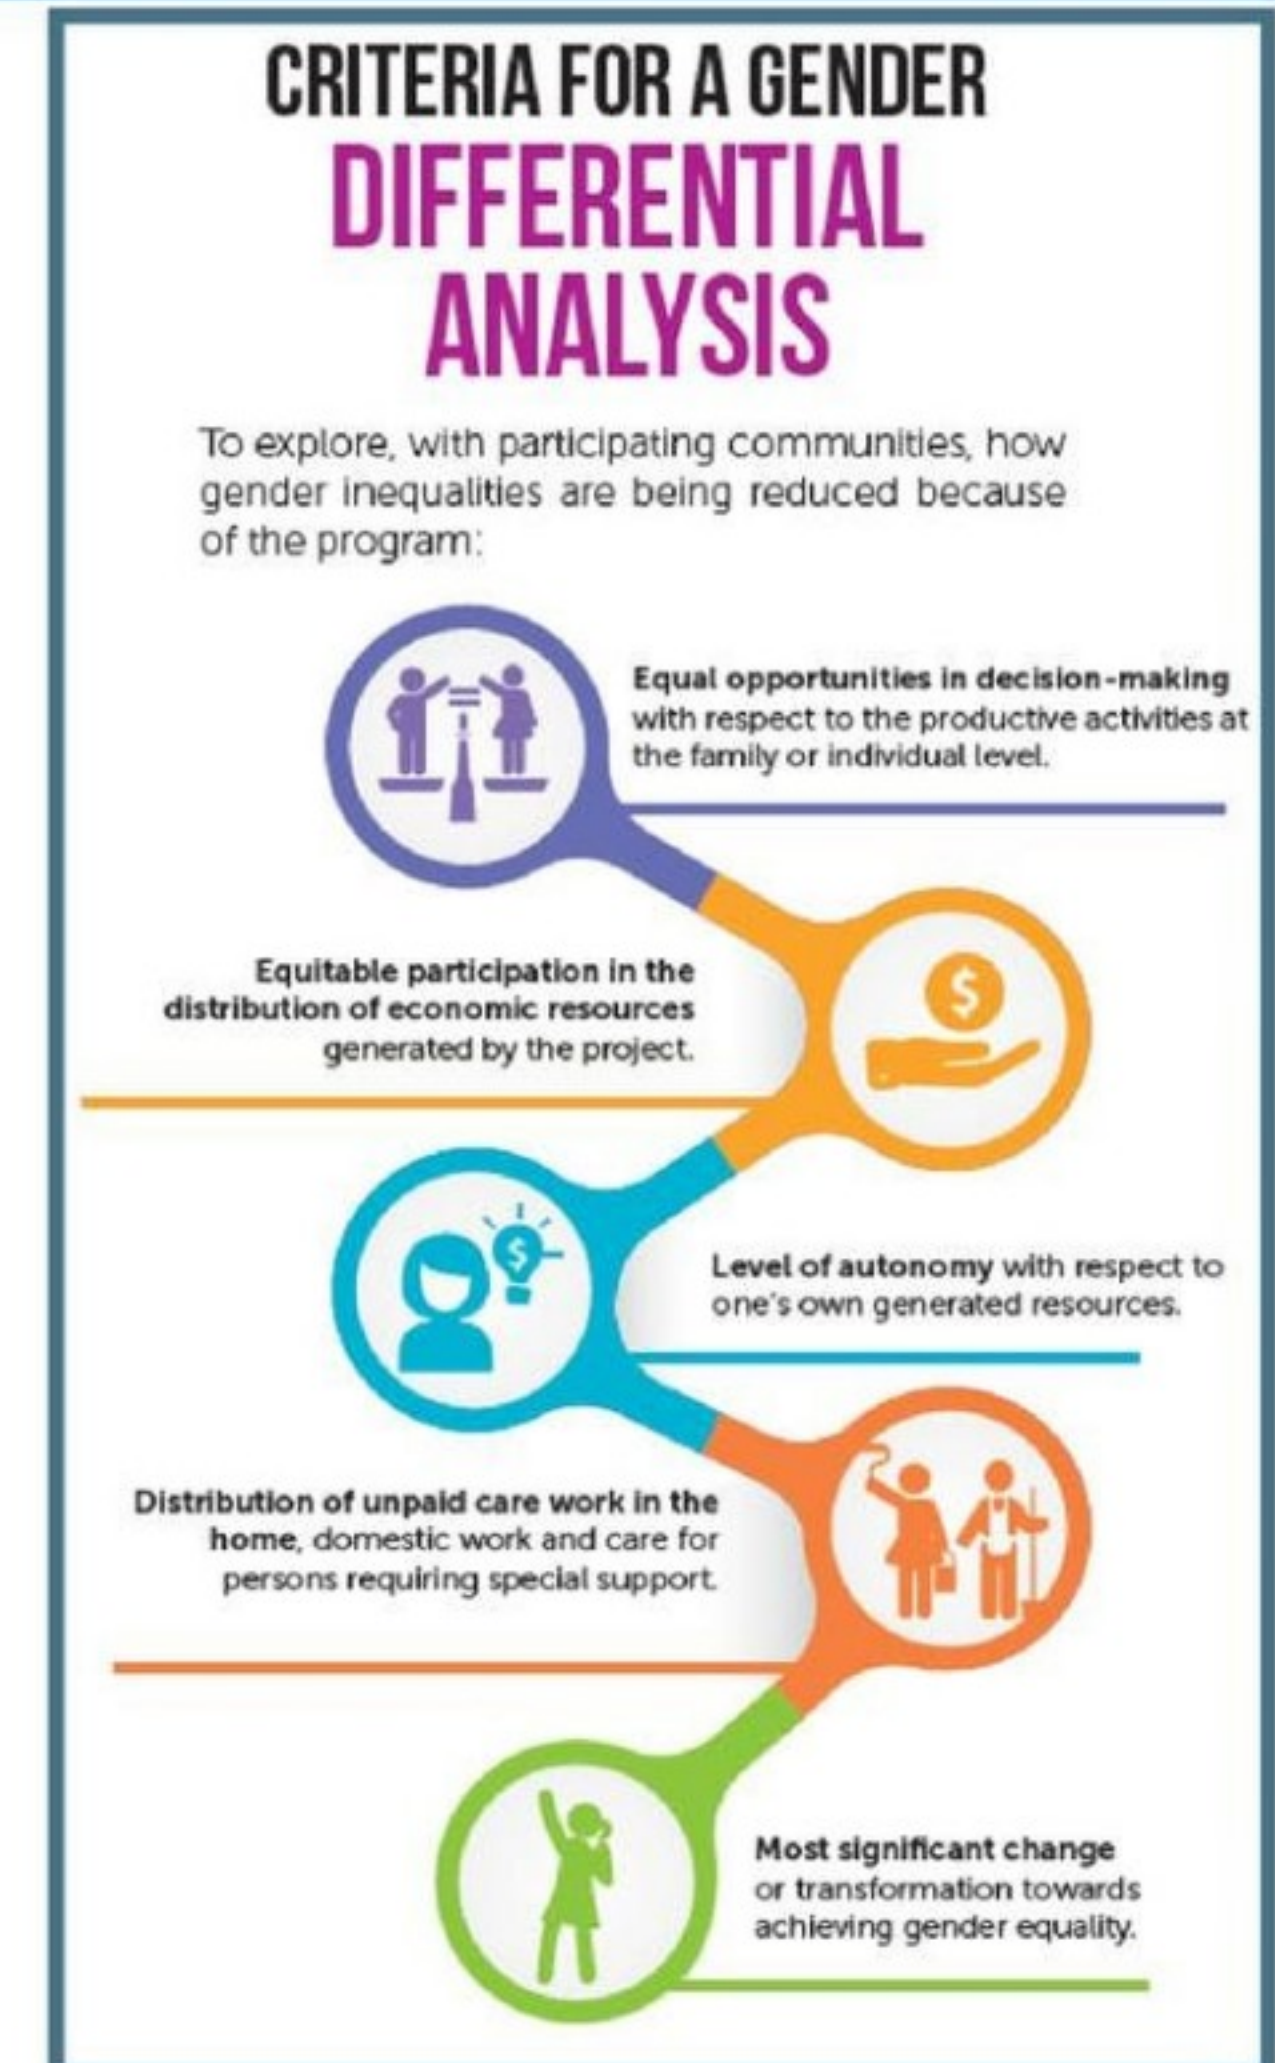 CRITERIA FOR A GENDER
DIFFERENTIAL
ANALYSIS
To explore, with participating communities, how
gender inequalities are being reduced because
of the program:
=
Equal opportunities in decision-making
with respect to the productive activities at
the family or individual level.
$
Equitable participation in the
distribution of economic resources
generated by the project.
$
Level of autonomy with respect to
one's own generated resources.
Distribution of unpaid care work in the
home, domestic work and care for
persons requiring special support.
Most significant change
or transformation towards
achieving gender equality.